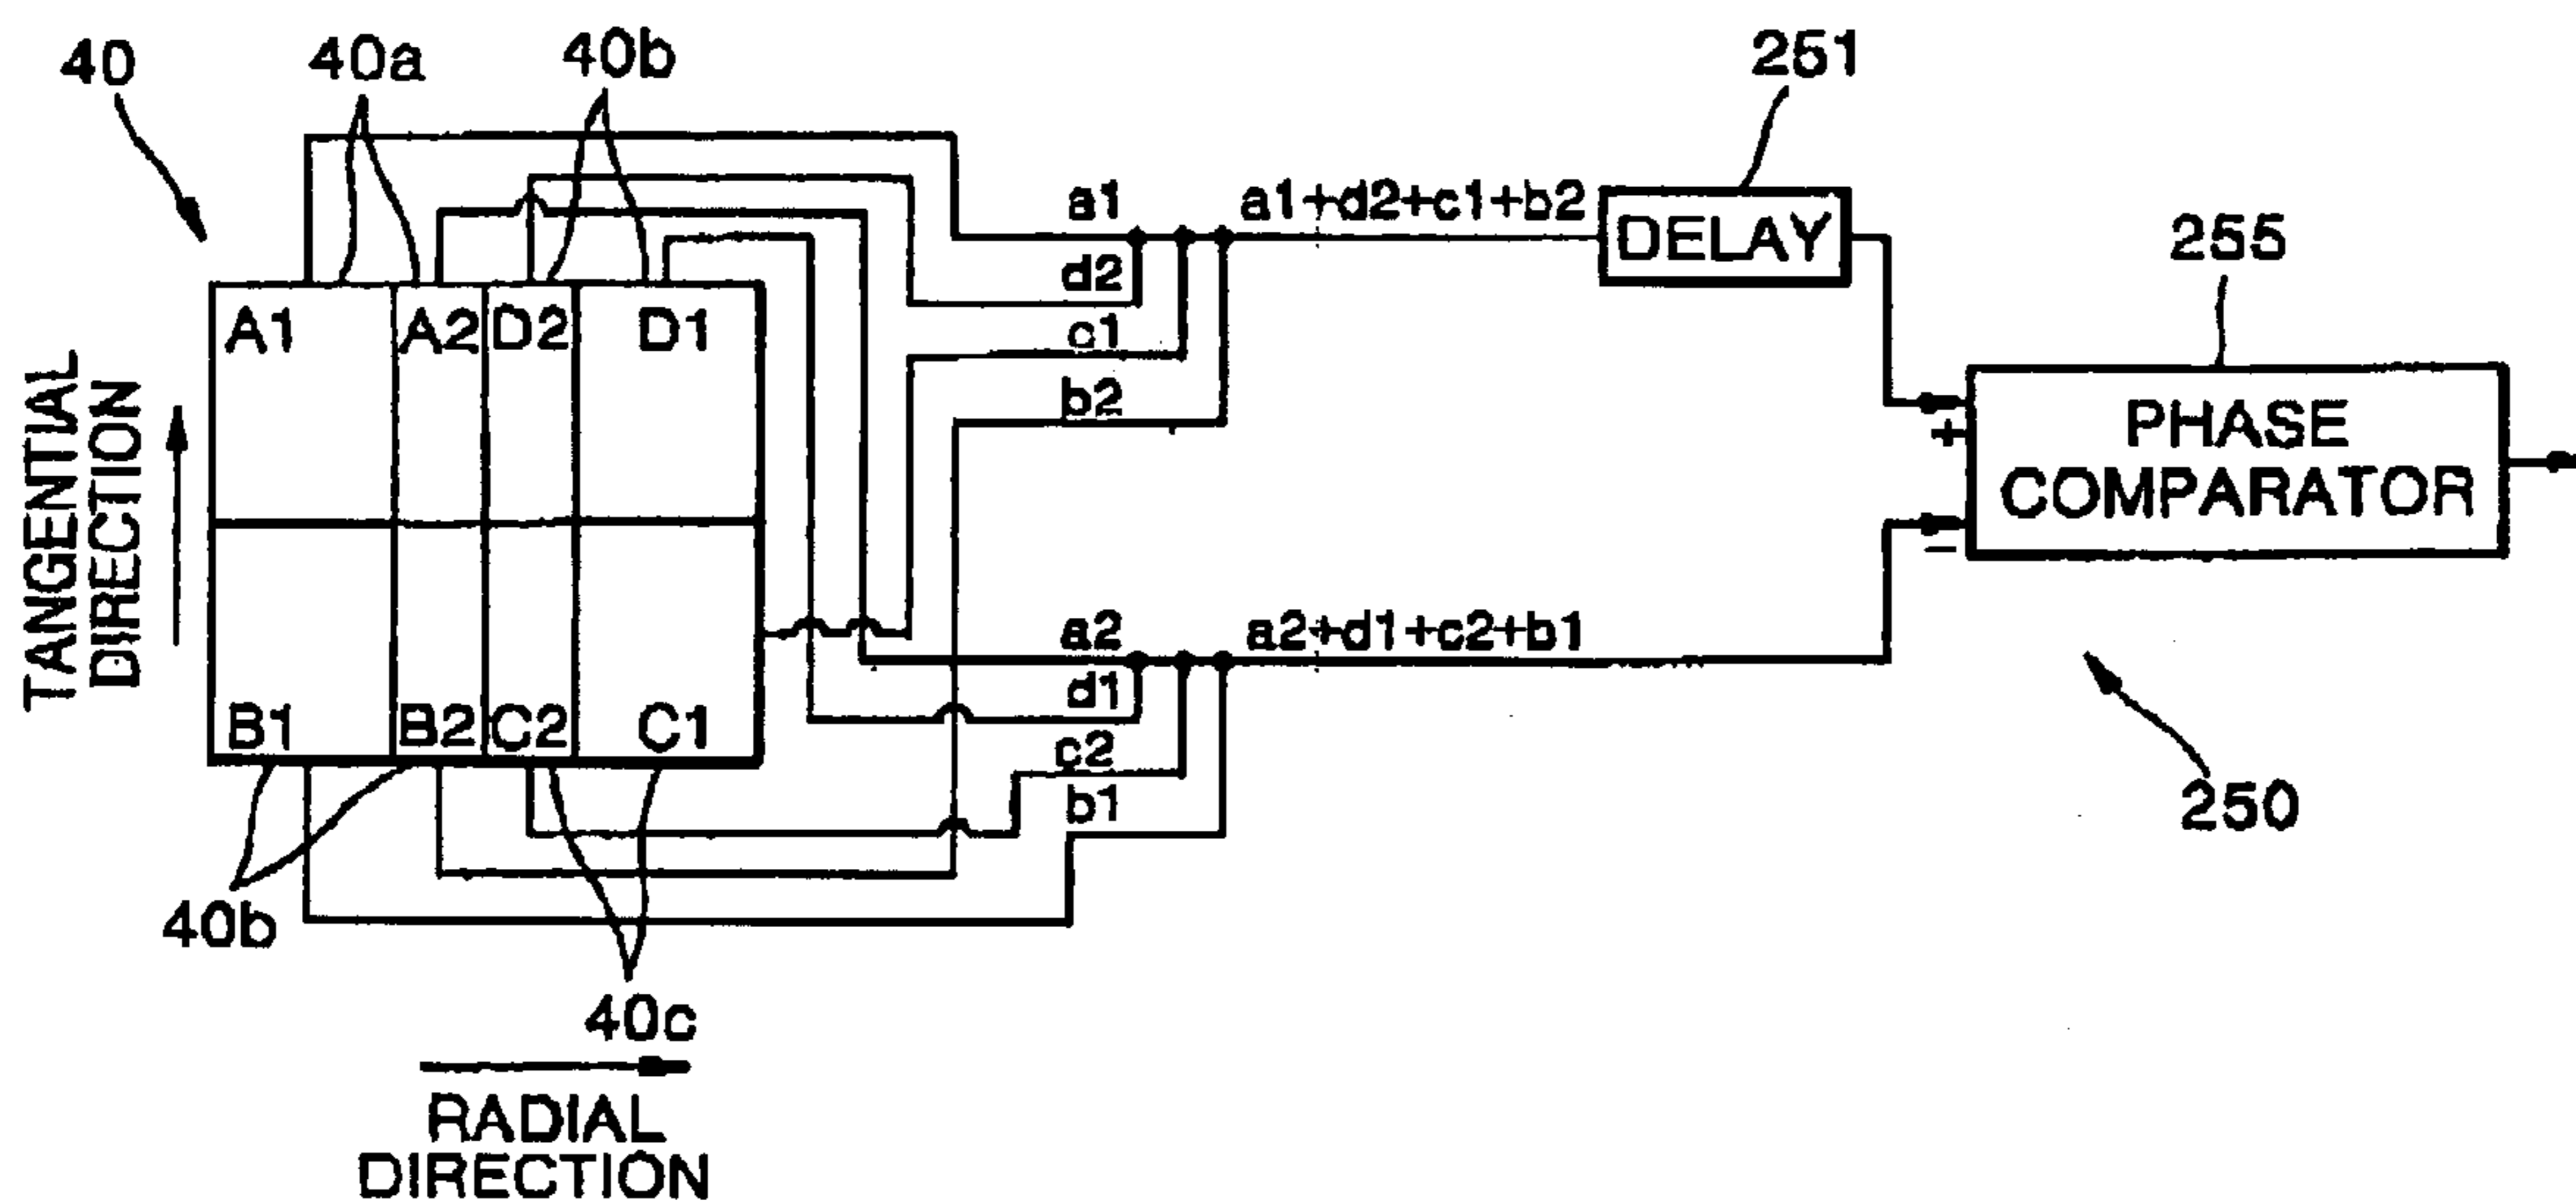 40
40a
40b
251
a1
a1+d2+c1+b2
DELAY
d2
255
c1
A1
A2
D2
D1
b2
PHASE
COMPARATOR
+
−
TANGENTIAL
DIRECTION
a2
a2+d1+c2+b1
d1
B1
B2
C2
C1
c2
b1
250
40b
40c
RADIAL
DIRECTION